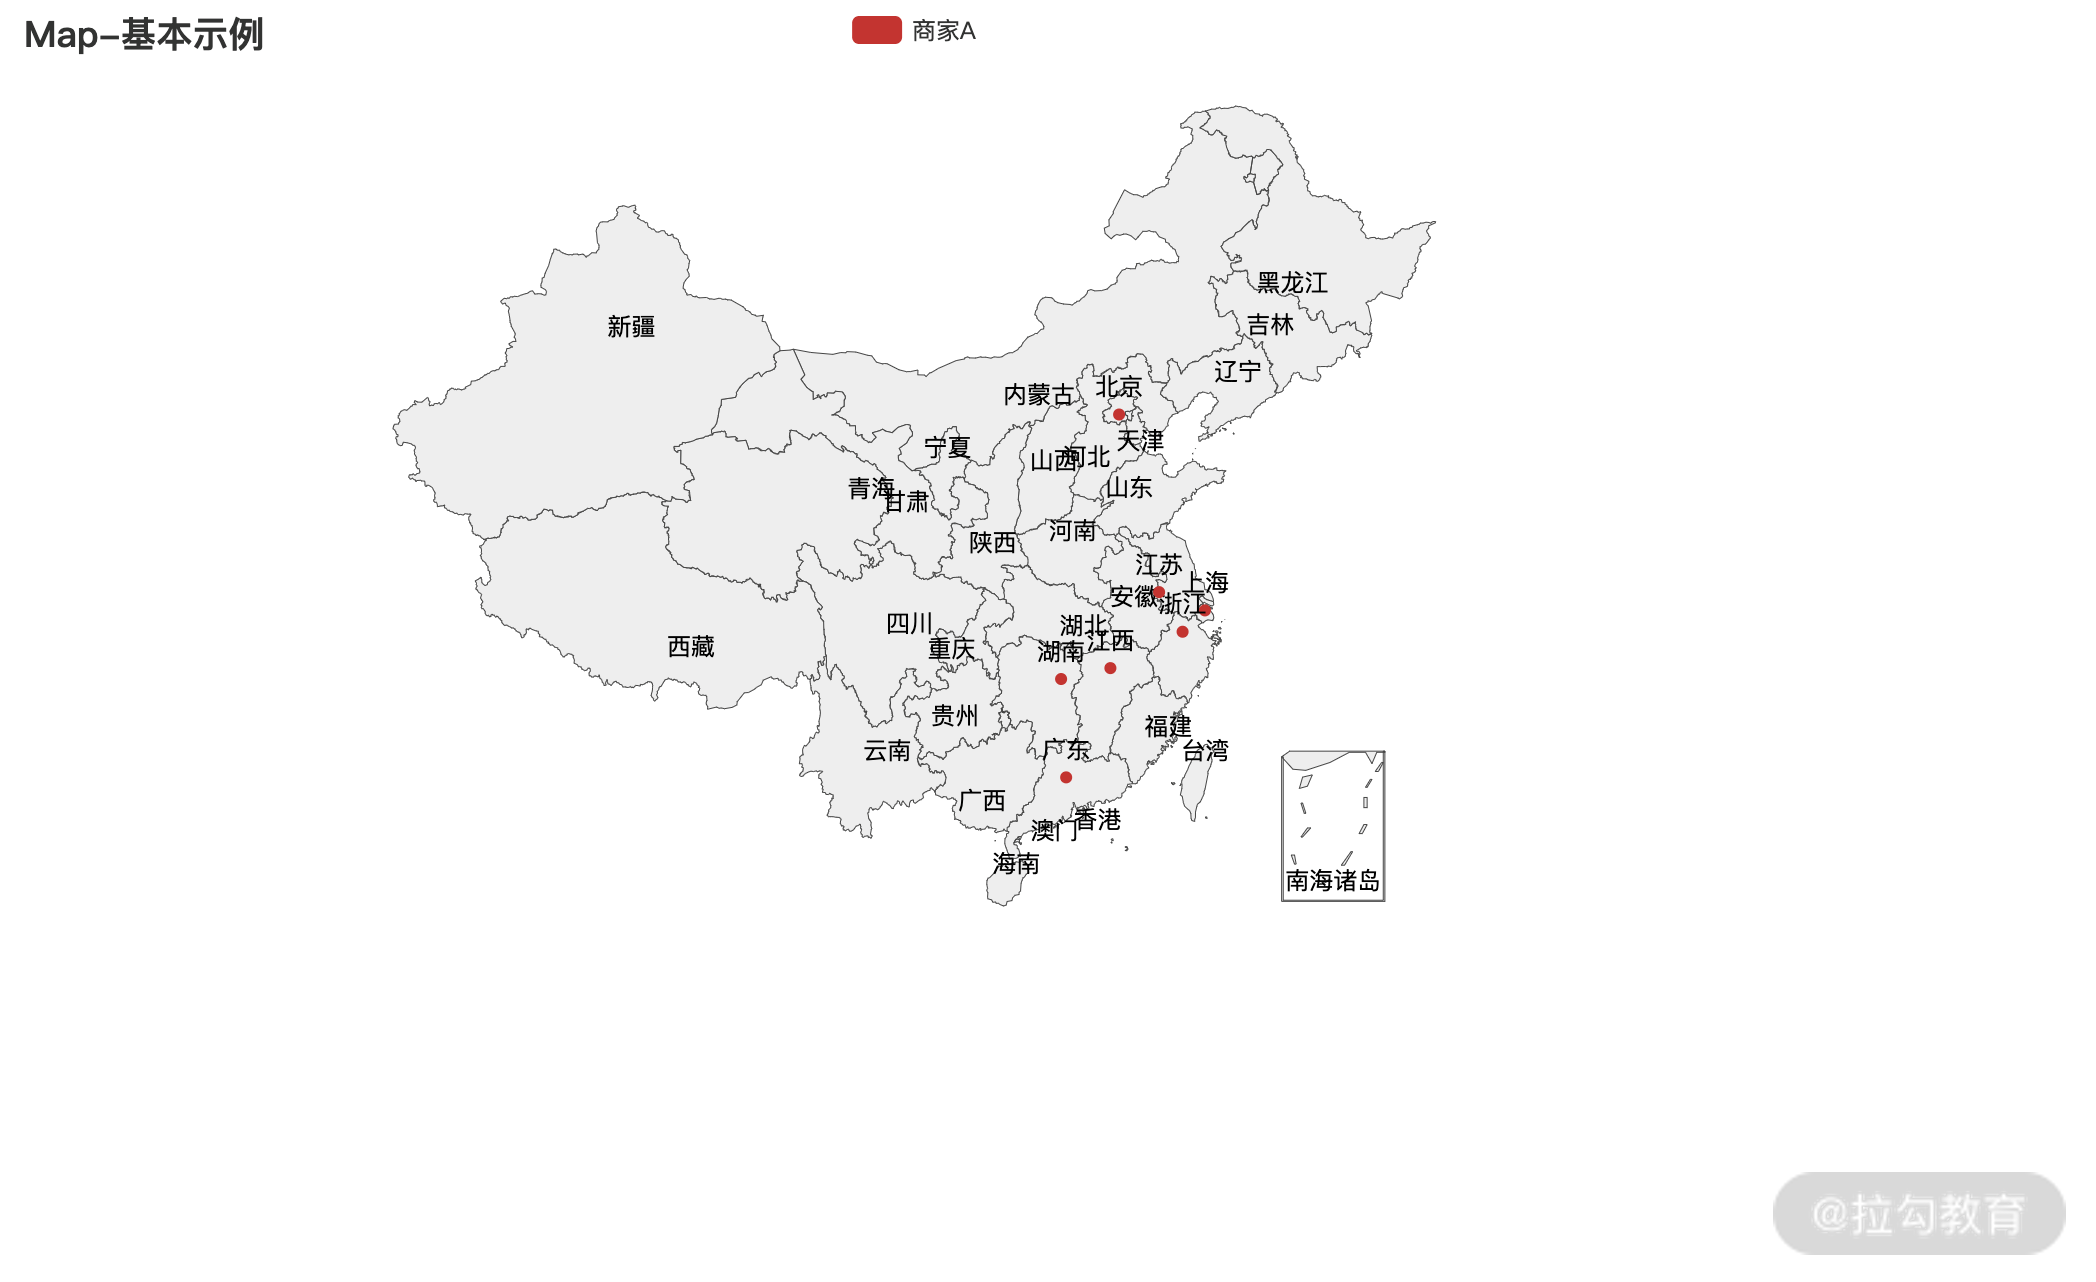 Map-基本示例
商家A
黑龙江
吉林
新疆
辽宁
北京
内蒙古
天津
宁夏
河北
山西
山东
青海
甘肃
河南
陕西
江苏
上海
安徽
浙江
四川
湖北
江西
重庆
湖南
西藏
贵州
福建
云南
广东
台湾
广西
香港
澳门
海南
南海诸岛
@拉勾教育